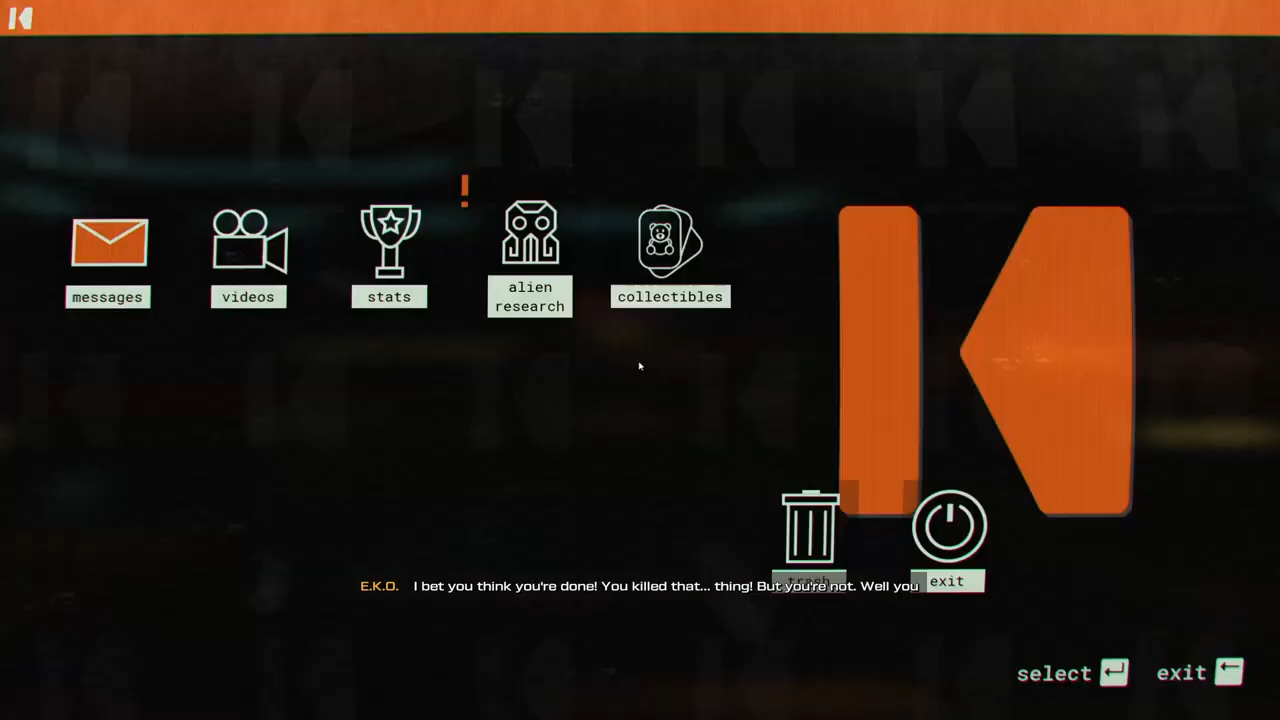 !
messages
videos
stats
alien
research
collectibles
trash
exit
E.K.O. I bet you think you're done! You killed that... thing! But you're not. Well you
select exit